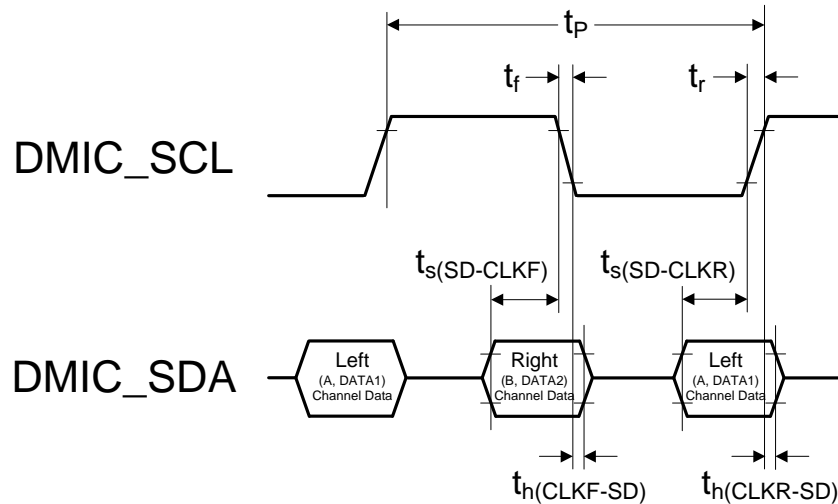 tP
tf
tr
DMIC_SCL
ts(SD-CLKF)
ts(SD-CLKR)
DMIC_SDA
Left
(A, DATA1)
Channel Data
Right
(B, DATA2)
Channel Data
Left
(A, DATA1)
Channel Data
th(CLKF-SD)
th(CLKR-SD)